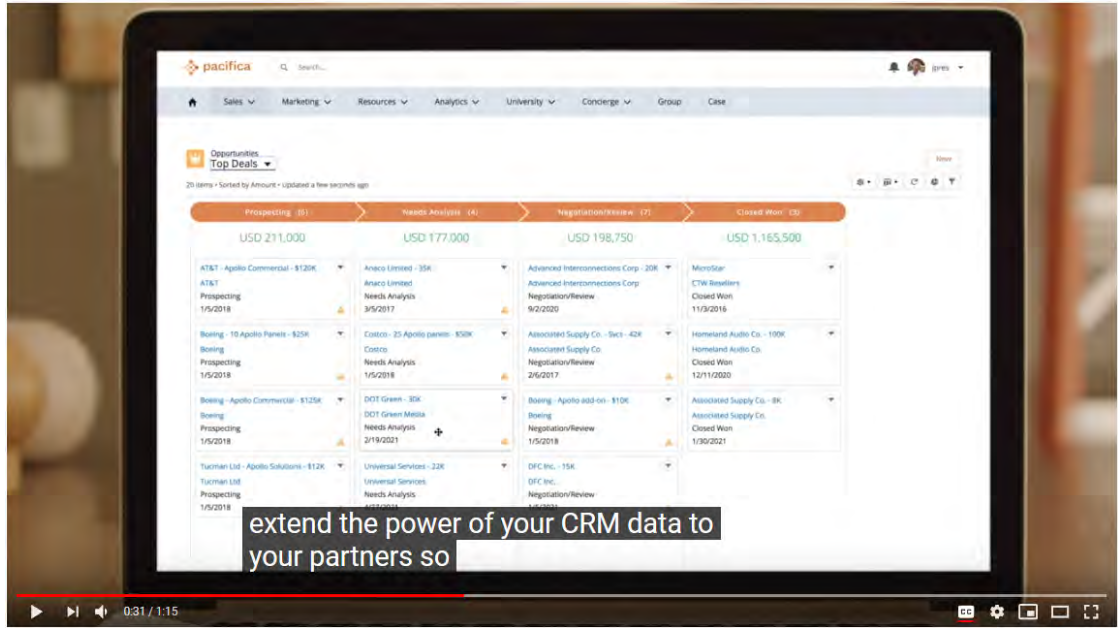 pacifica
Search...
jpres
Sales Marketing Resources Analytics University Concierge Group Case
Opportunities
Top Deals
New
20 items • Sorted by Amount • Updated a few seconds ago
Prospecting (5) Needs Analysis (4) Negotiation/Review (7) Closed Won (3)
USD 211,000 USD 177,000 USD 198,750 USD 1,165,500
AT&T - Apollo Commercial - $120K
AT&T
Prospecting
1/5/2018
Boeing - 10 Apollo Panels - $25K
Boeing
Prospecting
1/5/2018
Boeing - Apollo Commercial - $125K
Boeing
Prospecting
1/5/2018
Tucman Ltd - Apollo Solutions - $12K
Tucman Ltd
Prospecting
1/5/2018
Anaco Limited - 35K
Anaco Limited
Needs Analysis
3/5/2017
Costco - 25 Apollo panels - $50K
Costco
Needs Analysis
1/5/2018
DOT Green - 30K
DOT Green Media
Needs Analysis
2/19/2021
Universal Services - 22K
Universal Services
Needs Analysis
Advanced Interconnections Corp - 20K
Advanced Interconnections Corp
Negotiation/Review
9/2/2020
Associated Supply Co. - Svcs - 42K
Associated Supply Co.
Negotiation/Review
2/6/2017
Boeing - Apollo add-on - $10K
Boeing
Negotiation/Review
1/5/2018
DFC Inc. - 15K
DFC Inc.
Negotiation/Review
MicroStar
CTW Resellers
Closed Won
11/3/2016
Homeland Audio Co. - 100K
Homeland Audio Co.
Closed Won
12/11/2020
Associated Supply Co. - 8K
Associated Supply Co.
Closed Won
1/30/2021
extend the power of your CRM data to
your partners so
0:31 / 1:15
CC